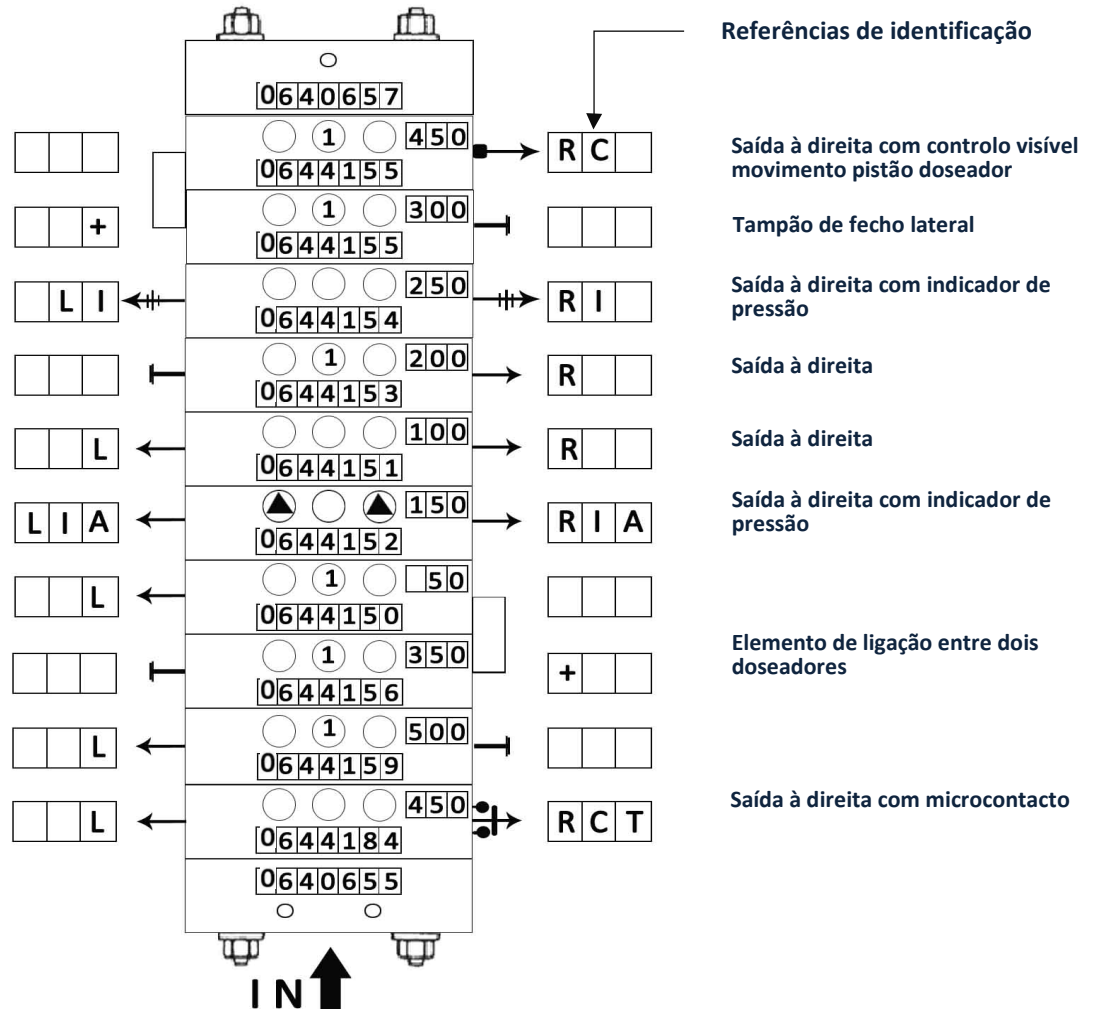 Referências de identificação
0640657
1 450 R C
0644155
Saída à direita com controlo visível
movimento pistão doseador
+ 1 300
0644155
Tampão de fecho lateral
L I 250 R I
0644154
Saída à direita com indicador de
pressão
1 200 R
0644153
Saída à direita
L 100 R
0644151
Saída à direita
L I A 150 R I A
0644152
Saída à direita com indicador de
pressão
L 1 50
0644150
1 350 +
0644156
Elemento de ligação entre dois
doseadores
L 1 500
0644159
L 450 R C T
0644184
Saída à direita com microcontacto
0640655
IN